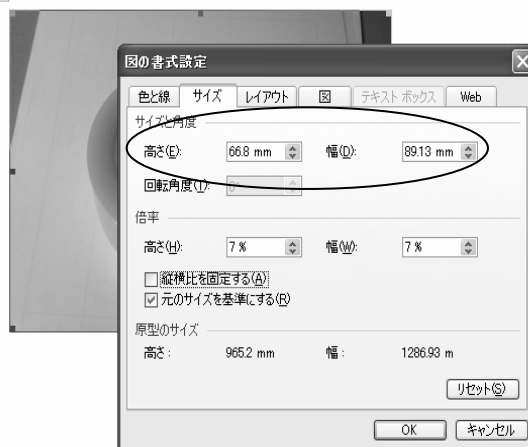 図の書式設定
色と線 サイズ レイアウト 図 テキスト ボックス Web
サイズと角度
高さ(E): 66.8 mm 幅(D): 89.13 mm
回転角度(T): 0°
倍率
高さ(H): 7 % 幅(W): 7 %
縦横比を固定する(A)
元のサイズを基準にする(R)
原型のサイズ
高さ: 965.2 mm 幅: 1286.93 m
リセット(S)
OK キャンセル